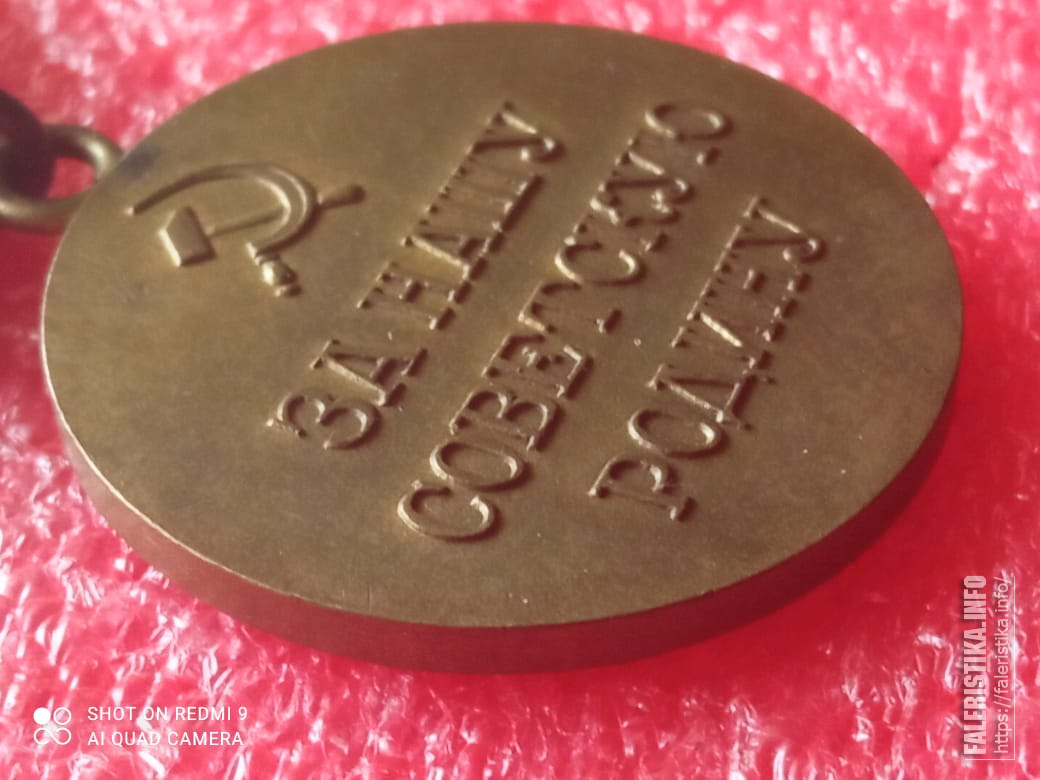 ЗА НАШУ
СОВЕТСКУЮ
РОДИНУ
SHOT ON REDMI 9
AI QUAD CAMERA
FALERISTIKA.INFO
https://faleristika.info/